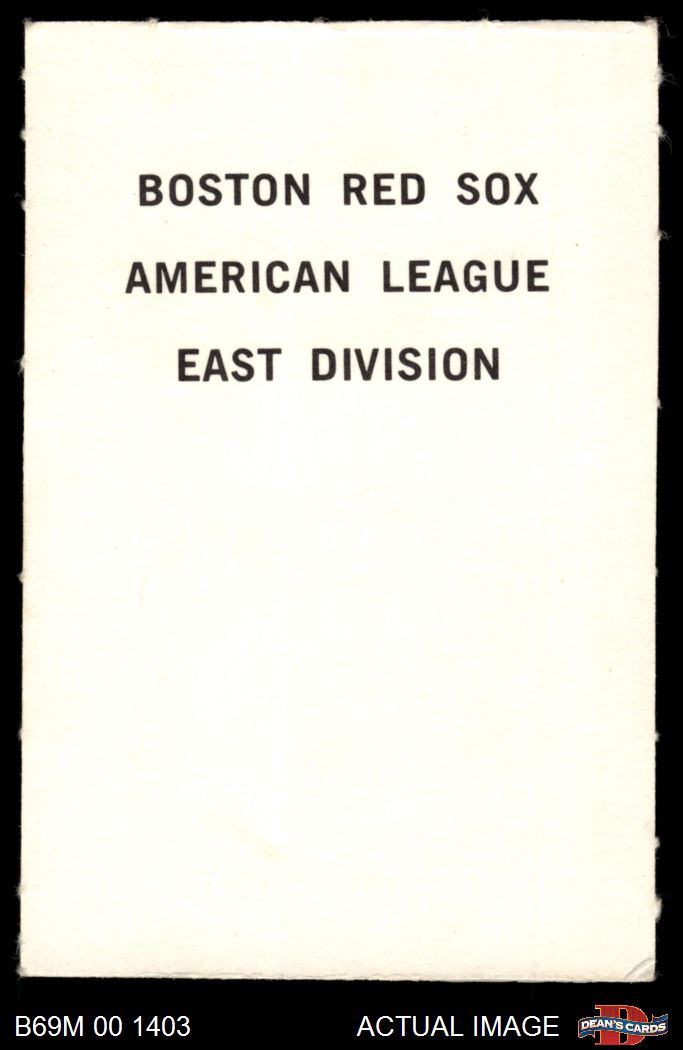 BOSTON RED SOX
AMERICAN LEAGUE
EAST DIVISION
B69M 00 1403
ACTUAL IMAGE
DEAN'S CARDS